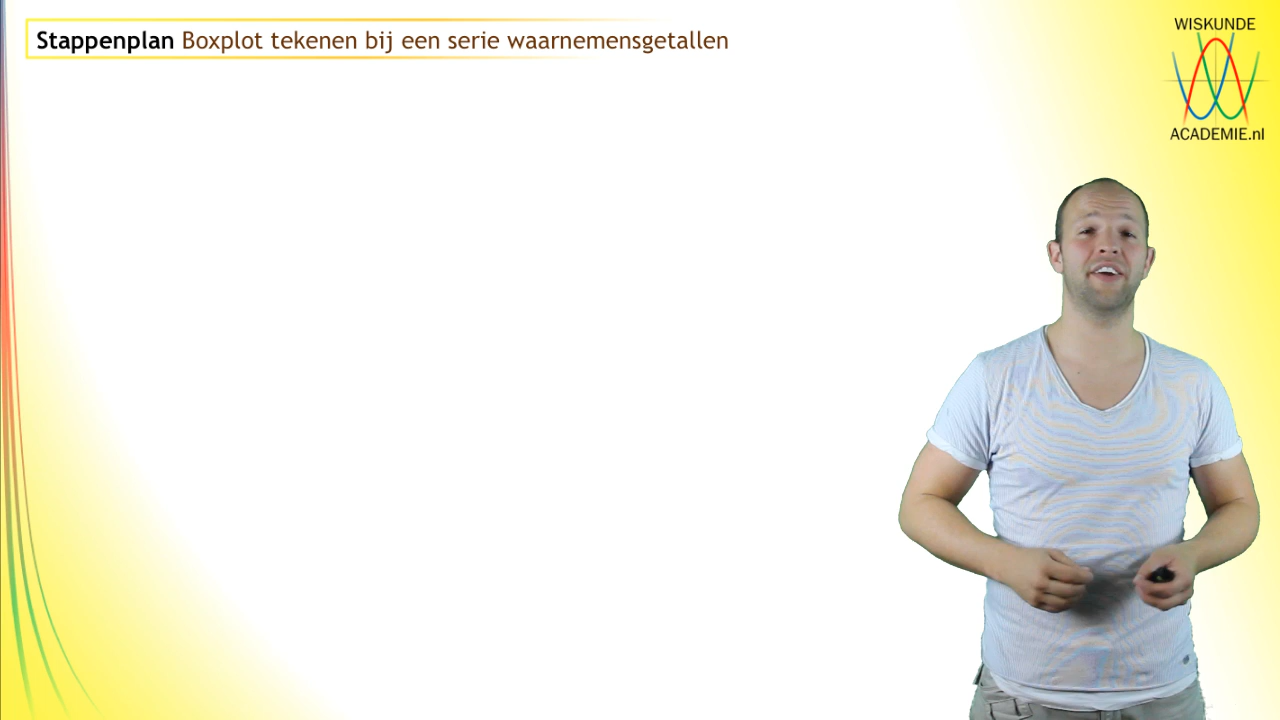 Stappenplan Boxplot tekenen bij een serie waarnemensgetallen
WISKUNDE
ACADEMIE.nl